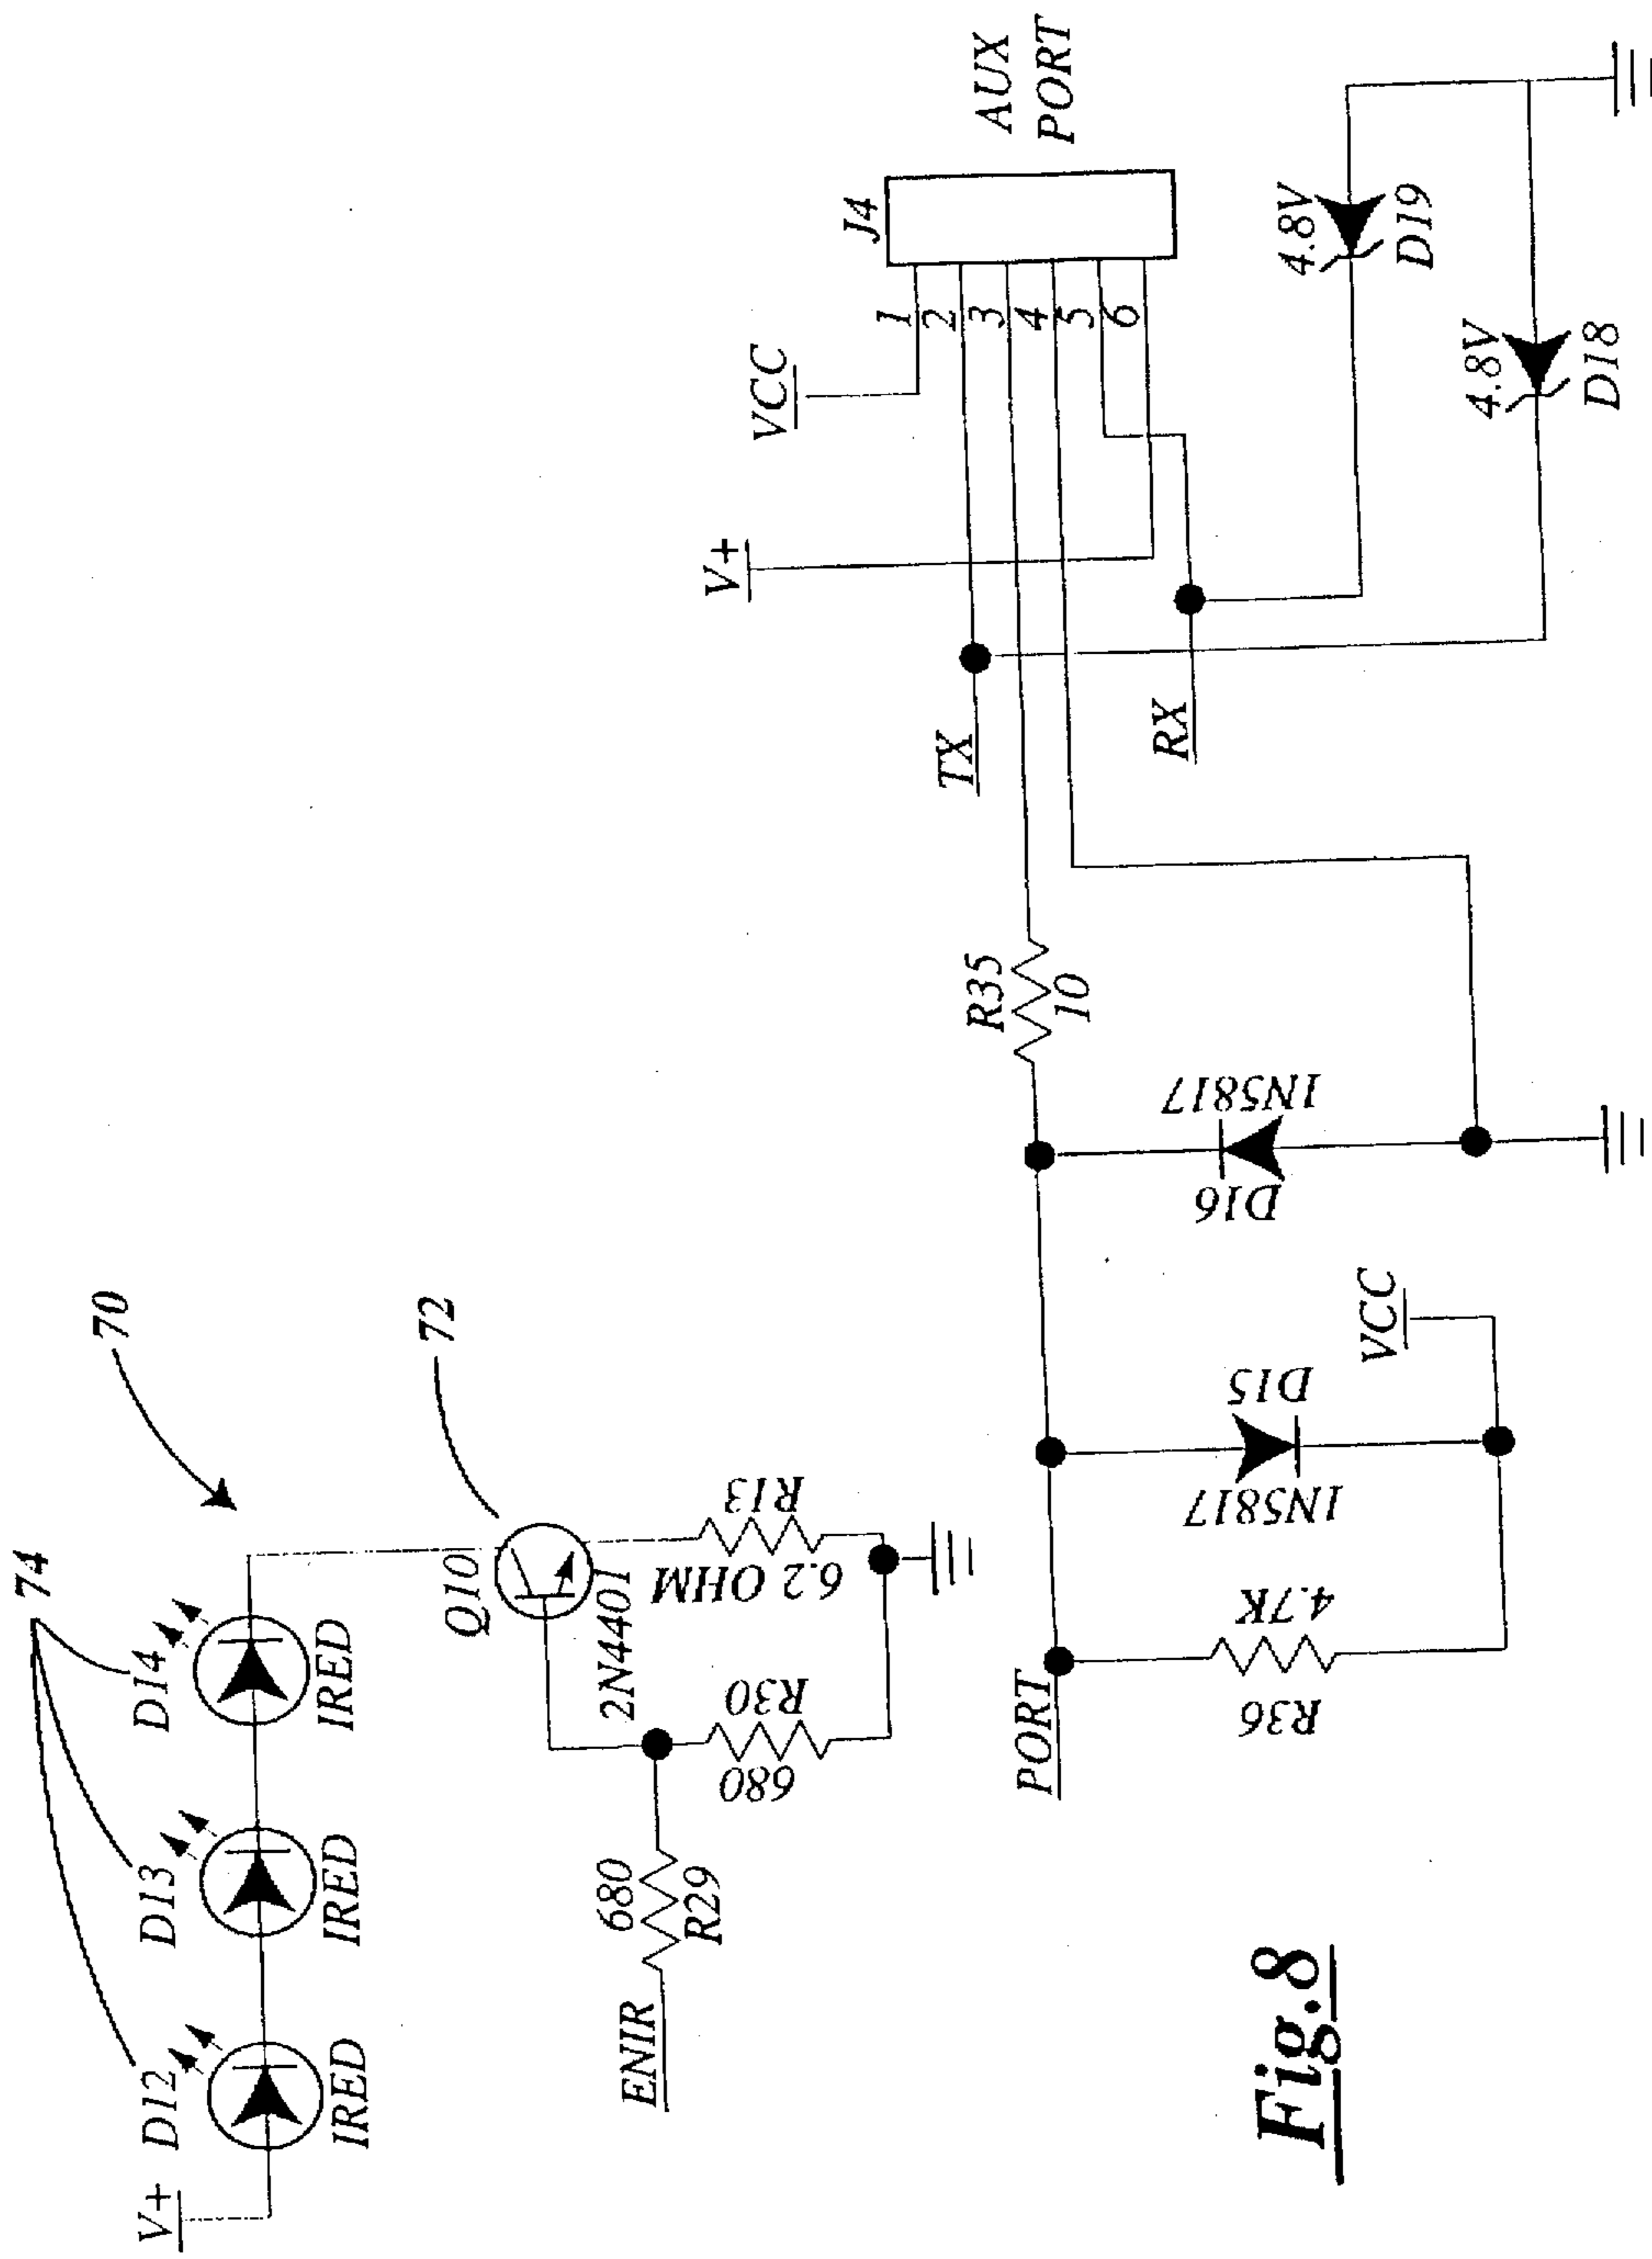 74
70
V+
D12
D13
D14
IRED
IRED
IRED
72
Q10
2N4401
ENIR
680
R29
680
R30
6.2 OHM
R13
VCC
V+
J4
AUX
PORT
1
2
3
4
5
6
TX
RX
R35
10
PORT
R36
4.7K
1N5817
D15
VCC
D16
1N5817
4.8V
D19
4.8V
D18
Fig.8